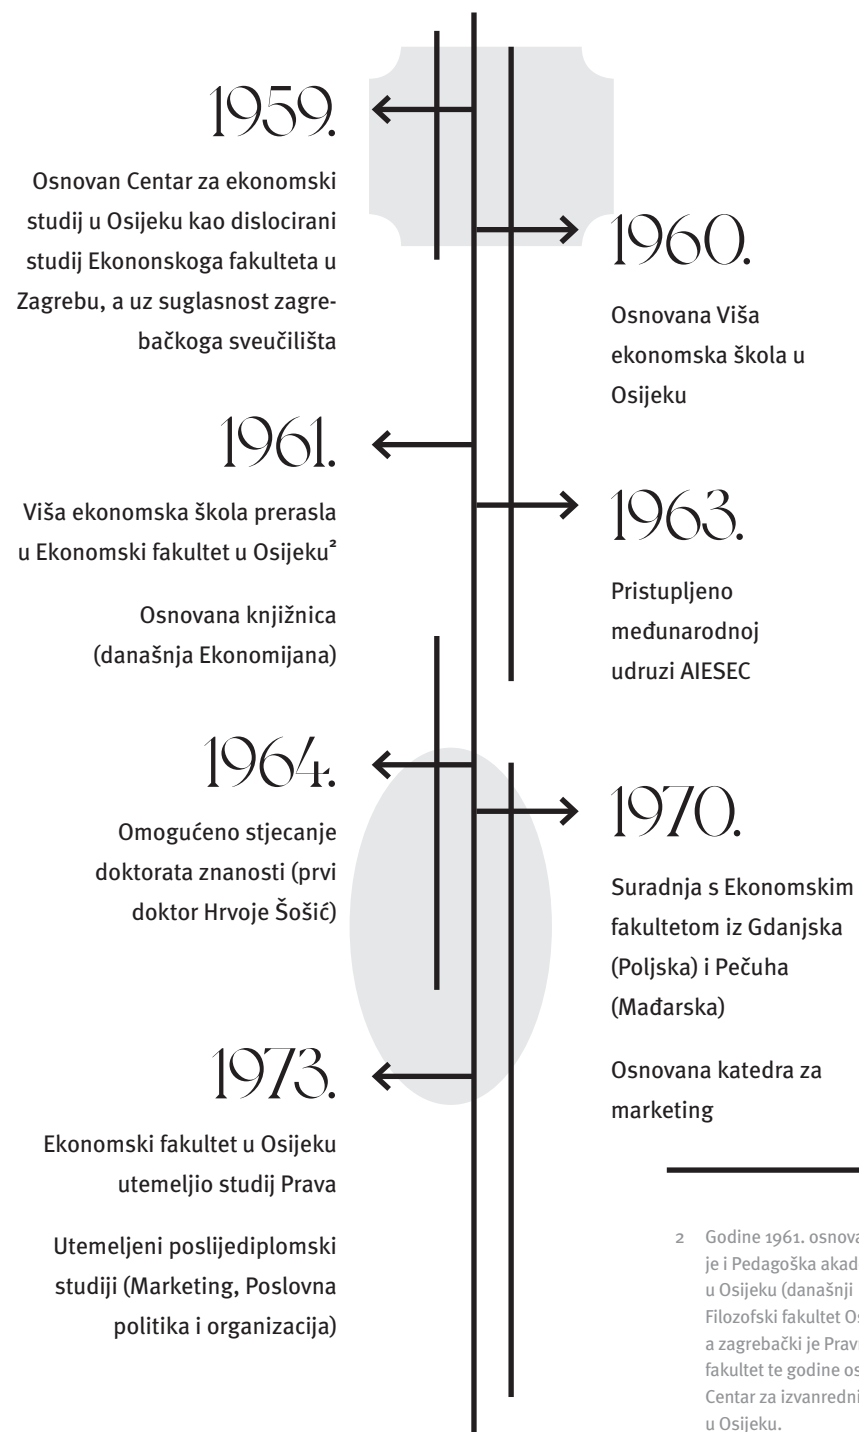 1959.
Osnovan Centar za ekonomski
studij u Osijeku kao dislocirani
studij Ekononskoga fakulteta u
Zagrebu, a uz suglasnost zagre-
bačkoga sveučilišta
1960.
Osnovana Viša
ekonomska škola u
Osijeku
1961.
Viša ekonomska škola prerasla
u Ekonomski fakultet u Osijeku²
Osnovana knjižnica
(današnja Ekonomijana)
1963.
Pristupljeno
međunarodnoj
udruzi AIESEC
1964.
Omogućeno stjecanje
doktorata znanosti (prvi
doktor Hrvoje Šošić)
1970.
Suradnja s Ekonomskim
fakultetom iz Gdanjska
(Poljska) i Pečuha
(Mađarska)
Osnovana katedra za
marketing
1973.
Ekonomski fakultet u Osijeku
utemeljio studij Prava
Utemeljeni poslijediplomski
studiji (Marketing, Poslovna
politika i organizacija)
2 Godine 1961.
je i Pedagoška
u Osijeku (današnji
Filozofski fakultet
a zagrebački je
fakultet te godine
Centar za izvanredni
u Osijeku.